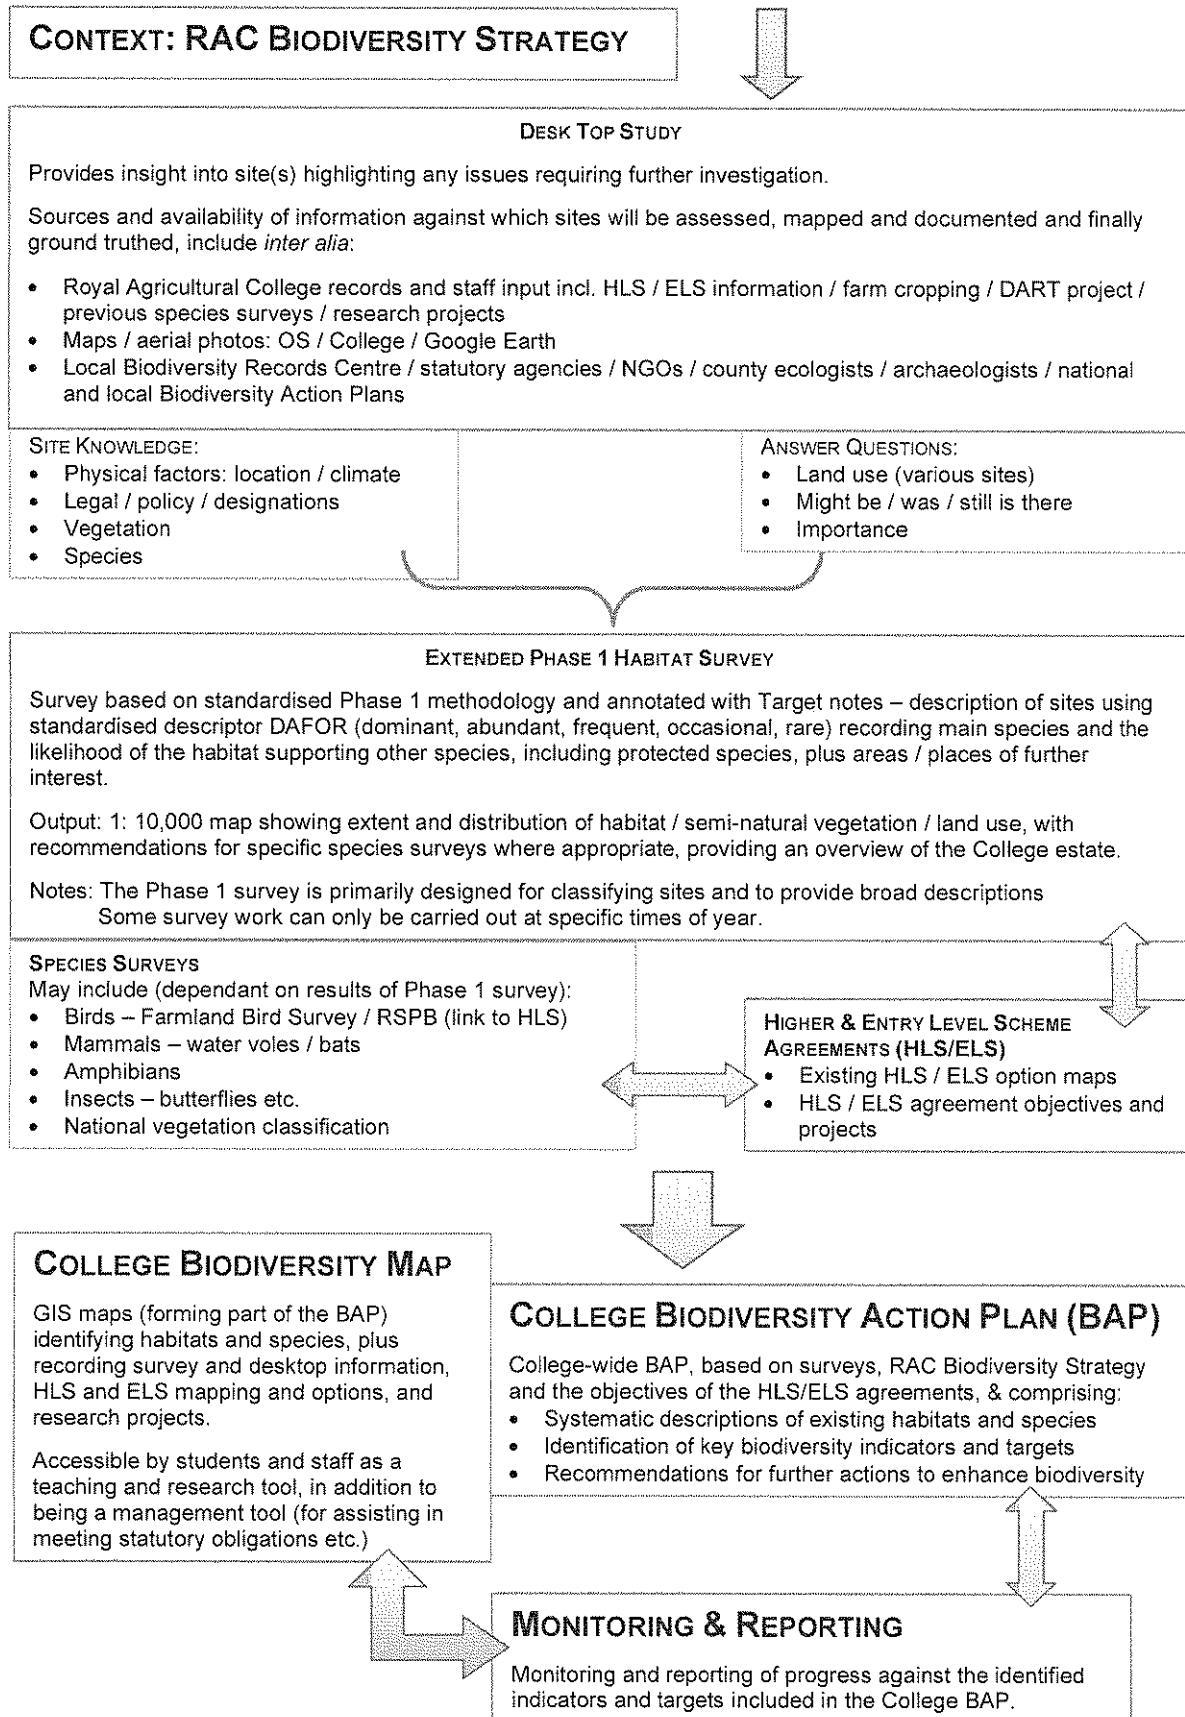 CONTEXT: RAC BIODIVERSITY STRATEGY
DESK TOP STUDY
Provides insight into site(s) highlighting any issues requiring further investigation.
Sources and availability of information against which sites will be assessed, mapped and documented and finally
ground truthed, include inter alia:
• Royal Agricultural College records and staff input incl. HLS / ELS information / farm cropping / DART project /
previous species surveys / research projects
• Maps / aerial photos: OS / College / Google Earth
• Local Biodiversity Records Centre / statutory agencies / NGOs / county ecologists / archaeologists / national
and local Biodiversity Action Plans
SITE KNOWLEDGE:
• Physical factors: location / climate
• Legal / policy / designations
• Vegetation
• Species
ANSWER QUESTIONS:
• Land use (various sites)
• Might be / was / still is there
• Importance
EXTENDED PHASE 1 HABITAT SURVEY
Survey based on standardised Phase 1 methodology and annotated with Target notes – description of sites using
standardised descriptor DAFOR (dominant, abundant, frequent, occasional, rare) recording main species and the
likelihood of the habitat supporting other species, including protected species, plus areas / places of further
interest.
Output: 1: 10,000 map showing extent and distribution of habitat / semi-natural vegetation / land use, with
recommendations for specific species surveys where appropriate, providing an overview of the College estate.
Notes: The Phase 1 survey is primarily designed for classifying sites and to provide broad descriptions
Some survey work can only be carried out at specific times of year.
SPECIES SURVEYS
May include (dependant on results of Phase 1 survey):
• Birds – Farmland Bird Survey / RSPB (link to HLS)
• Mammals – water voles / bats
• Amphibians
• Insects – butterflies etc.
• National vegetation classification
HIGHER & ENTRY LEVEL SCHEME
AGREEMENTS (HLS/ELS)
• Existing HLS / ELS option maps
• HLS / ELS agreement objectives and
projects
COLLEGE BIODIVERSITY MAP
GIS maps (forming part of the BAP)
identifying habitats and species, plus
recording survey and desktop information,
HLS and ELS mapping and options, and
research projects.
Accessible by students and staff as a
teaching and research tool, in addition to
being a management tool (for assisting in
meeting statutory obligations etc.)
COLLEGE BIODIVERSITY ACTION PLAN (BAP)
College-wide BAP, based on surveys, RAC Biodiversity Strategy
and the objectives of the HLS/ELS agreements, & comprising:
• Systematic descriptions of existing habitats and species
• Identification of key biodiversity indicators and targets
• Recommendations for further actions to enhance biodiversity
MONITORING & REPORTING
Monitoring and reporting of progress against the identified
indicators and targets included in the College BAP.